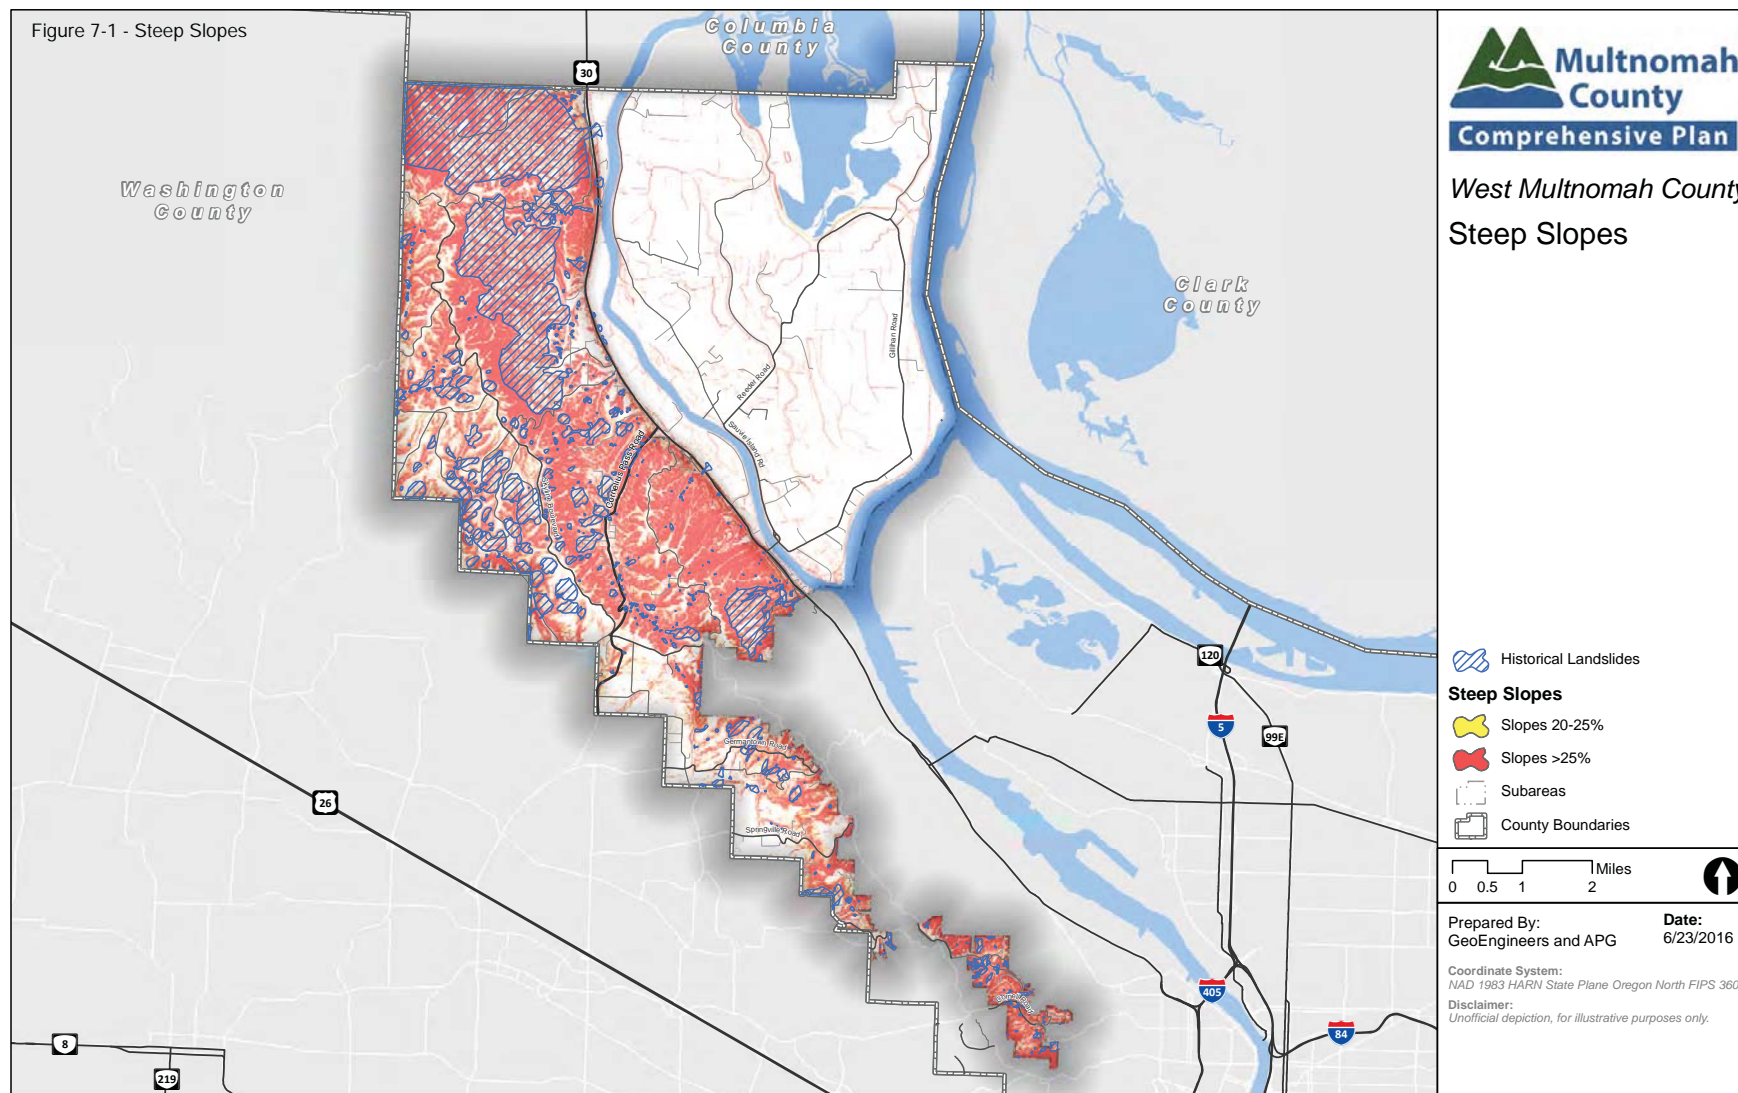 Figure 7-1 - Steep Slopes
Columbia
County
30
Washington
County
Clark
County
Gillihan Road
Reeder Road
Sauvie Island Rd
Cornelius Pass Road
Skyline Boulevard
120
5
99E
Germantown Road
26
Springville Road
Cornell Road
405
84
8
219
Multnomah
County
Comprehensive Plan
West Multnomah County
Steep Slopes
Historical Landslides
Steep Slopes
Slopes 20-25%
Slopes >25%
Subareas
County Boundaries
Miles
0 0.5 1 2
Prepared By:
GeoEngineers and APG
Date:
6/23/2016
Coordinate System:
NAD 1983 HARN State Plane Oregon North FIPS 360
Disclaimer:
Unofficial depiction, for illustrative purposes only.